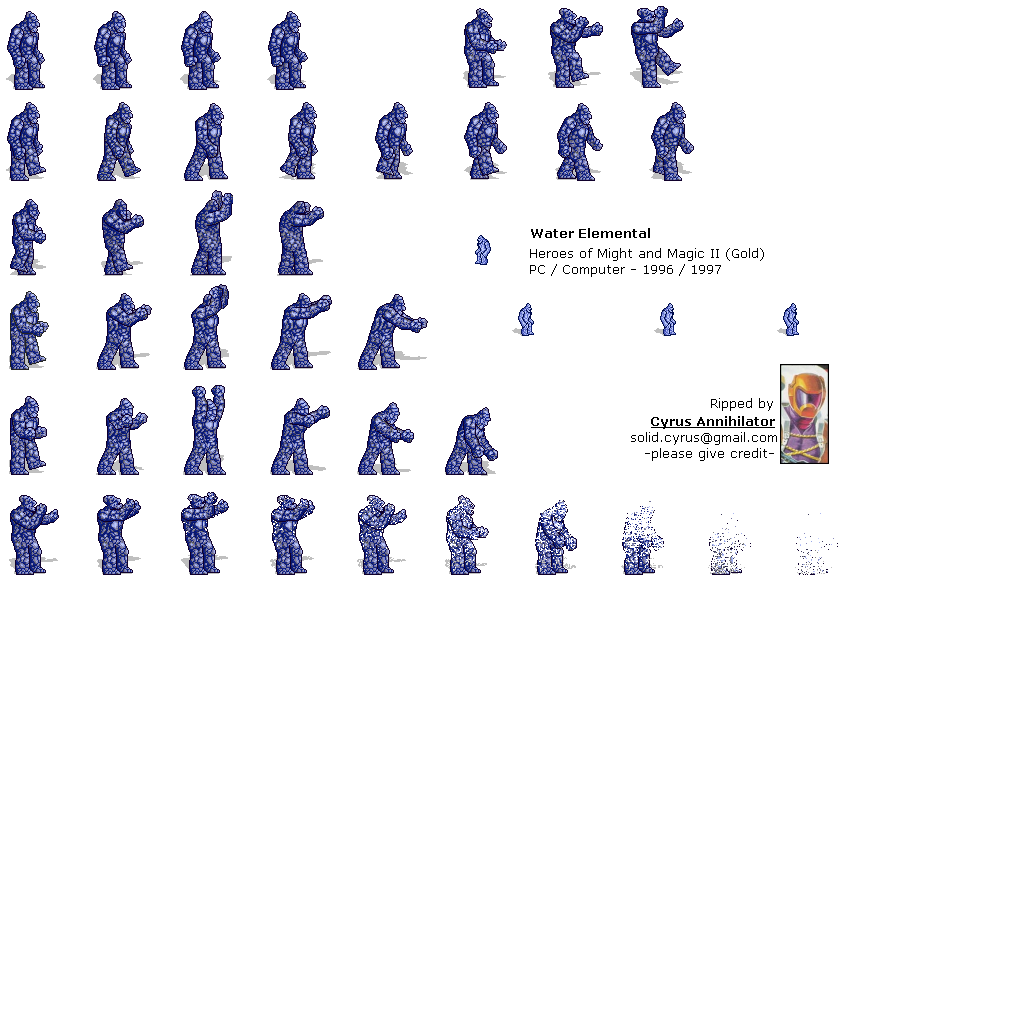 Water Elemental
Heroes of Might and Magic II (Gold)
PC / Computer - 1996 / 1997
Ripped by
Cyrus Annihilator
solid.cyrus@gmail.com
-please give credit-